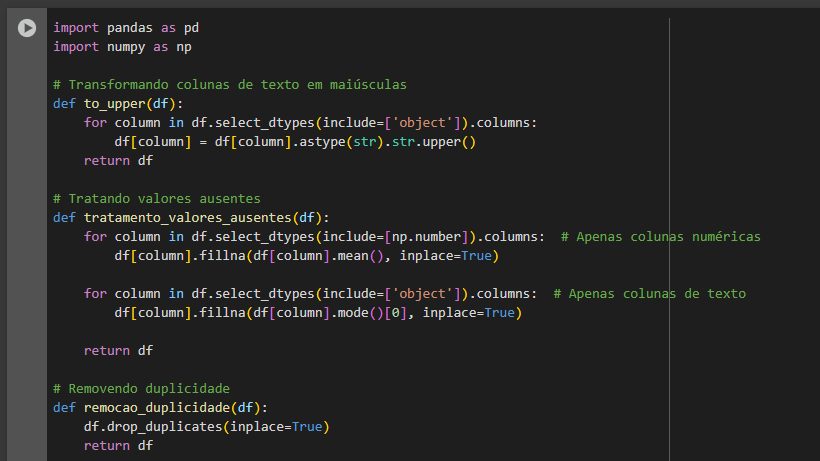 import pandas as pd
import numpy as np
# Transformando colunas de texto em maiúsculas
def to_upper(df):
    for column in df.select_dtypes(include=['object']).columns:
        df[column] = df[column].astype(str).str.upper()
    return df
# Tratando valores ausentes
def tratamento_valores_ausentes(df):
    for column in df.select_dtypes(include=[np.number]).columns:  # Apenas colunas numéricas
        df[column].fillna(df[column].mean(), inplace=True)
    for column in df.select_dtypes(include=['object']).columns:  # Apenas colunas de texto
        df[column].fillna(df[column].mode()[0], inplace=True)
    return df
# Removendo duplicidade
def remocao_duplicidade(df):
    df.drop_duplicates(inplace=True)
    return df